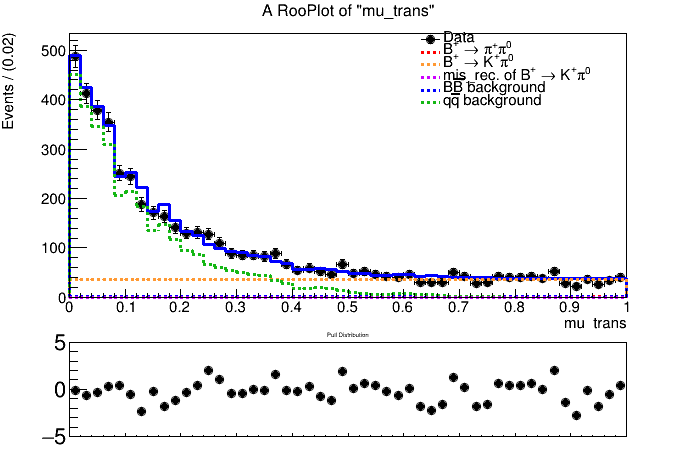 A RooPlot of "mu_trans"
Events / (0.02)
500
400
300
200
100
0
Data
B⁺ → π⁺π⁰
B⁺ → K⁺π⁰
mis_rec. of B⁺ → K⁺π⁰
BB̅ background
qq̅ background
0 0.1 0.2 0.3 0.4 0.5 0.6 0.7 0.8 0.9 1
mu_trans
Pull Distribution
5
0
−5